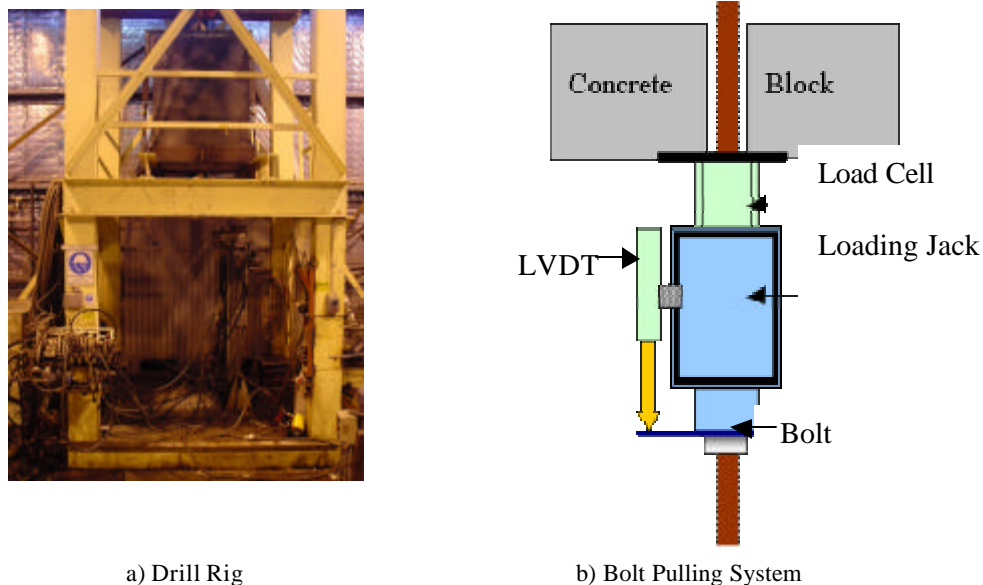 Concrete Block
Load Cell
Loading Jack
LVDT
Bolt
a) Drill Rig
b) Bolt Pulling System